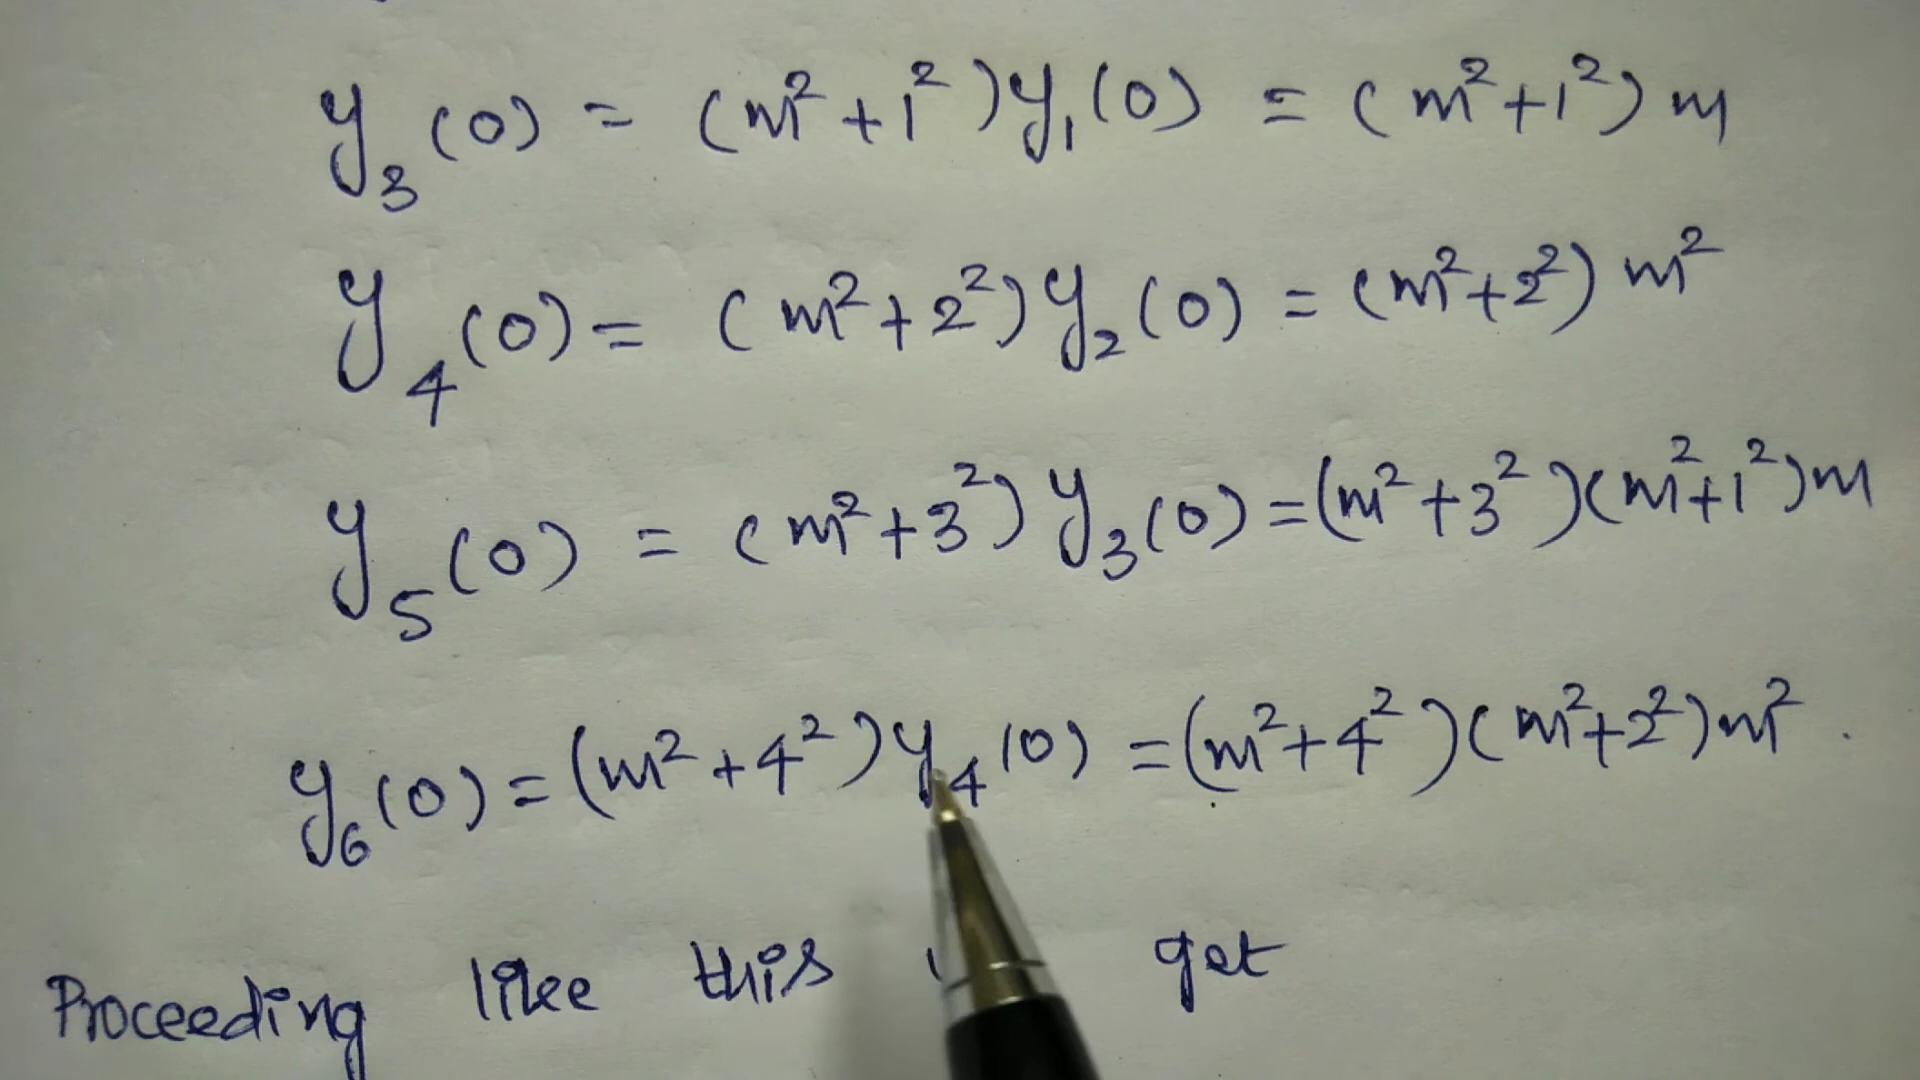 y₃(0) = (m²+1²)y₁(0) = (m²+1²)m
y₄(0) = (m²+2²)y₂(0) = (m²+2²)m²
y₅(0) = (m²+3²)y₃(0) = (m²+3²)(m²+1²)m
y₆(0) = (m²+4²)y₄(0) = (m²+4²)(m²+2²)m².
Proceeding like this get